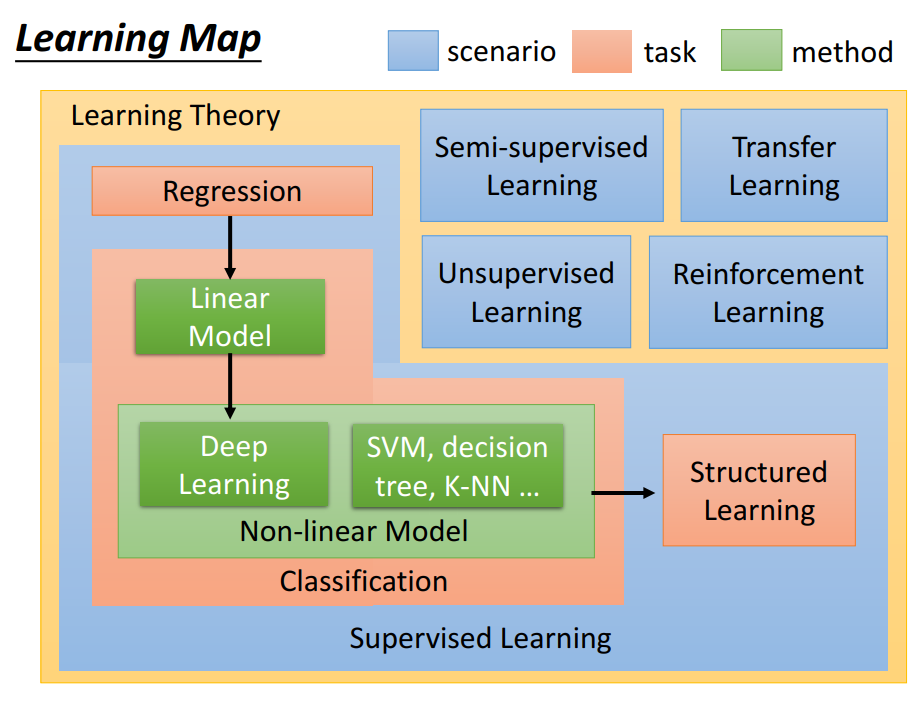 Learning Map
scenario
task
method
Learning Theory
Regression
Linear
Model
Deep
Learning
SVM, decision
tree, K-NN ...
Non-linear Model
Classification
Supervised Learning
Structured
Learning
Semi-supervised
Learning
Transfer
Learning
Unsupervised
Learning
Reinforcement
Learning